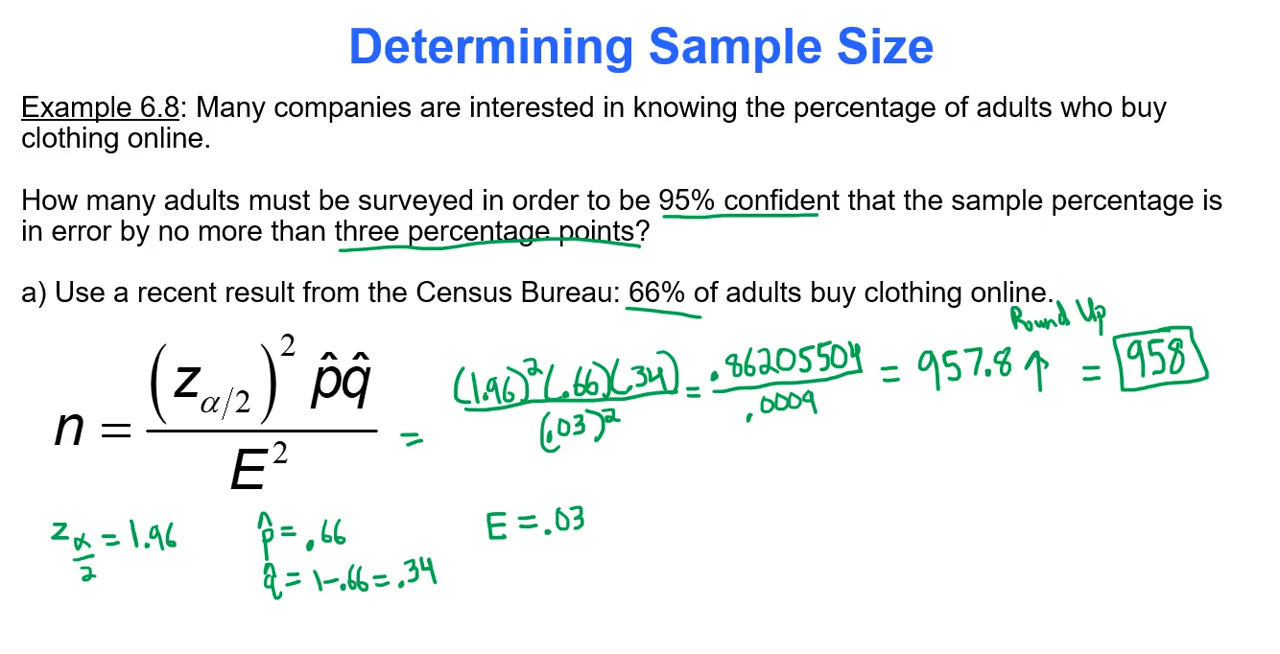 Determining Sample Size
Example 6.8: Many companies are interested in knowing the percentage of adults who buy
clothing online.
How many adults must be surveyed in order to be 95% confident that the sample percentage is
in error by no more than three percentage points?
a) Use a recent result from the Census Bureau: 66% of adults buy clothing online.
Round Up
n = (z_{α/2})² p̂q̂ / E² = (1.96)²(.66)(.34) / (.03)² = .86205504 / .0009 = 957.8 ↑ = 958
z_{α/2} = 1.96 p̂ = .66 E = .03
q̂ = 1-.66 = .34